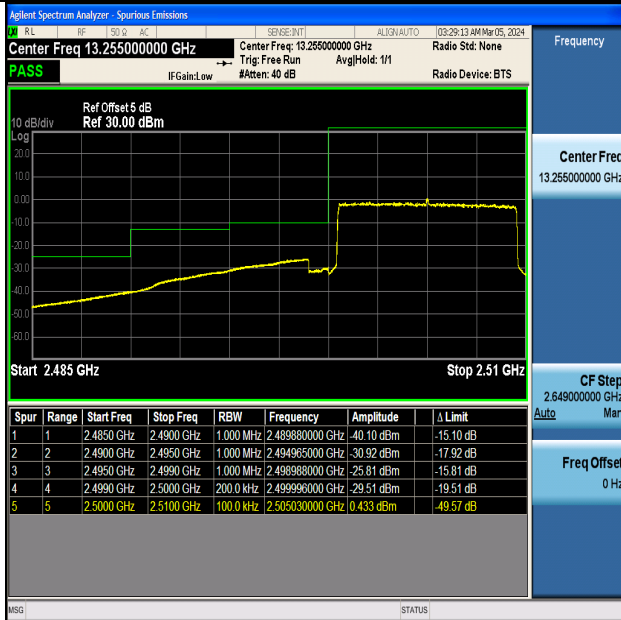 Agilent Spectrum Analyzer - Spurious Emissions
RL RF 50 Ω AC SENSE:INT ALIGN AUTO 03:29:13 AM Mar 05, 2024
Center Freq 13.255000000 GHz
Center Freq: 13.255000000 GHz
Radio Std: None
Trig: Free Run Avg|Hold: 1/1
PASS
IFGain:Low
#Atten: 40 dB
Radio Device: BTS
Ref Offset 5 dB
10 dB/div Ref 30.00 dBm
Log
20.0
10.0
0.00
-10.0
-20.0
-30.0
-40.0
-50.0
-60.0
Start 2.485 GHz Stop 2.51 GHz
Spur Range Start Freq Stop Freq RBW Frequency Amplitude Δ Limit
1 1 2.4850 GHz 2.4900 GHz 1.000 MHz 2.489880000 GHz -40.10 dBm -15.10 dB
2 2 2.4900 GHz 2.4950 GHz 1.000 MHz 2.494965000 GHz -30.92 dBm -17.92 dB
3 3 2.4950 GHz 2.4990 GHz 1.000 MHz 2.498988000 GHz -25.81 dBm -15.81 dB
4 4 2.4990 GHz 2.5000 GHz 200.0 kHz 2.499996000 GHz -29.51 dBm -19.51 dB
5 5 2.5000 GHz 2.5100 GHz 100.0 kHz 2.505030000 GHz 0.433 dBm -49.57 dB
MSG STATUS
Frequency
Center Freq
13.255000000 GHz
CF Step
2.649000000 GHz
Auto Man
Freq Offset
0 Hz